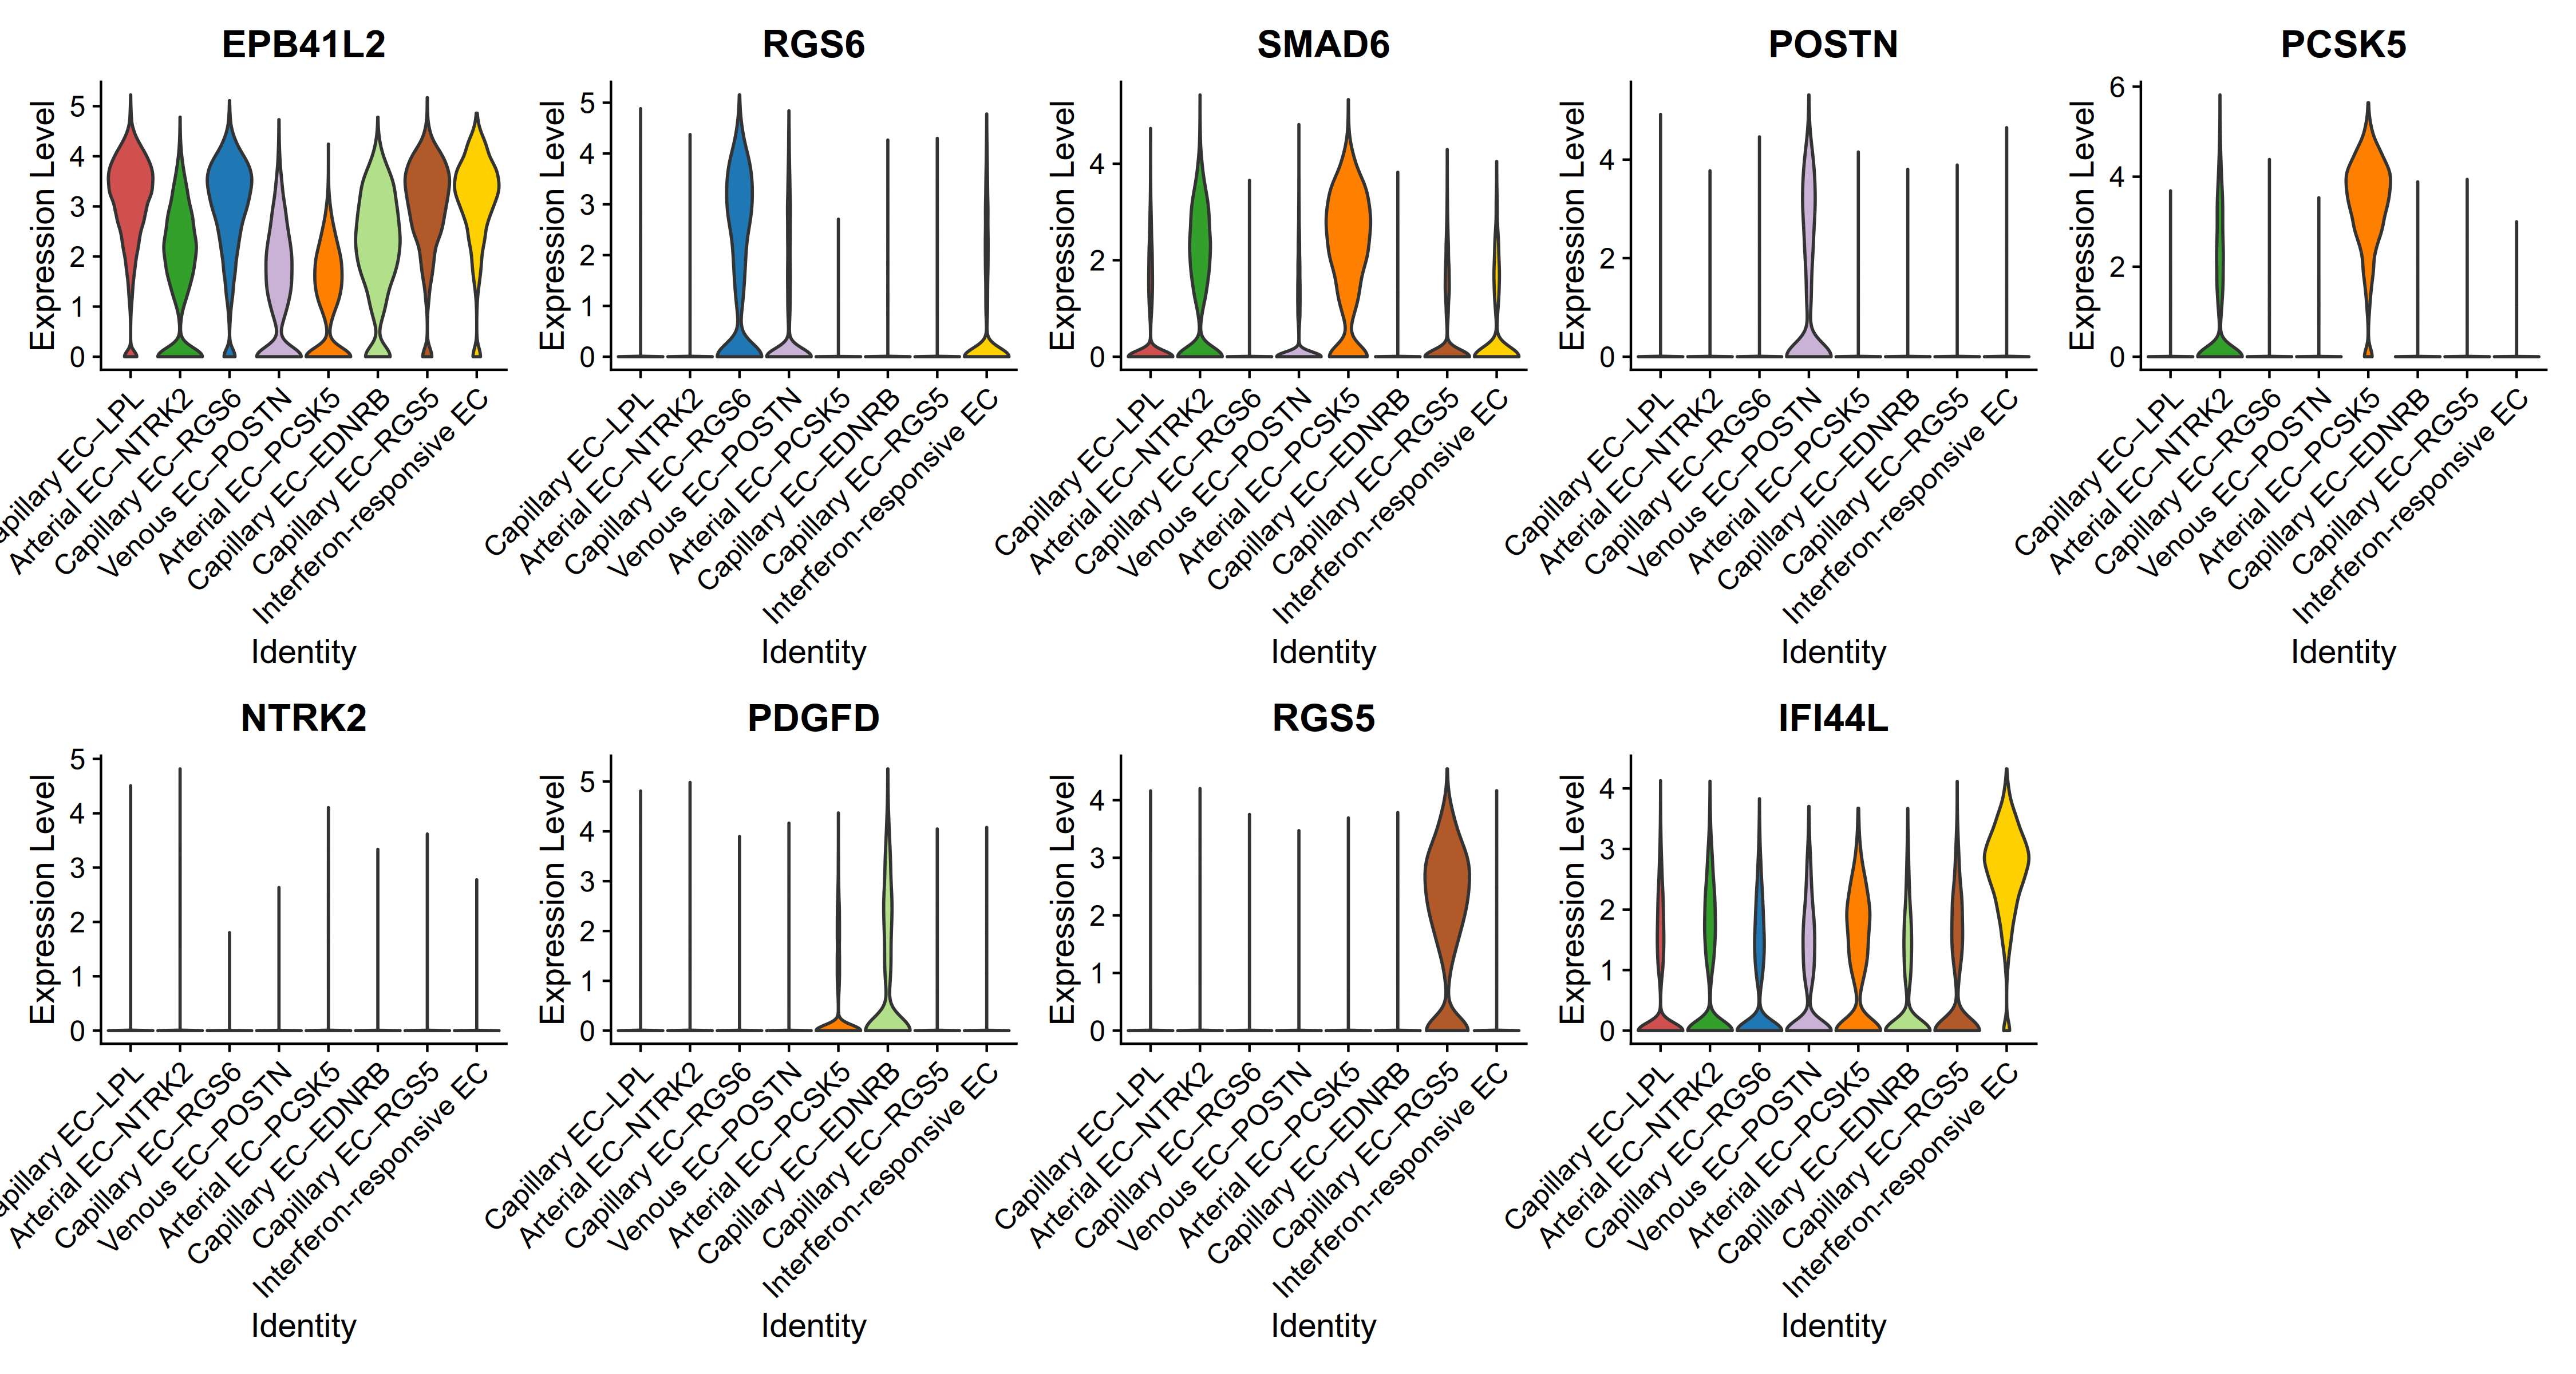 EPB41L2
Expression Level
5
4
3
2
1
0
apillary EC–LPL
Arterial EC–NTRK2
Capillary EC–RGS6
Venous EC–POSTN
Arterial EC–PCSK5
Capillary EC–EDNRB
Capillary EC–RGS5
Interferon-responsive EC
Identity
RGS6
Expression Level
5
4
3
2
1
0
Capillary EC–LPL
Arterial EC–NTRK2
Capillary EC–RGS6
Venous EC–POSTN
Arterial EC–PCSK5
Capillary EC–EDNRB
Capillary EC–RGS5
Interferon-responsive EC
Identity
SMAD6
Expression Level
4
2
0
Capillary EC–LPL
Arterial EC–NTRK2
Capillary EC–RGS6
Venous EC–POSTN
Arterial EC–PCSK5
Capillary EC–EDNRB
Capillary EC–RGS5
Interferon-responsive EC
Identity
POSTN
Expression Level
4
2
0
Capillary EC–LPL
Arterial EC–NTRK2
Capillary EC–RGS6
Venous EC–POSTN
Arterial EC–PCSK5
Capillary EC–EDNRB
Capillary EC–RGS5
Interferon-responsive EC
Identity
PCSK5
Expression Level
6
4
2
0
Capillary EC–LPL
Arterial EC–NTRK2
Capillary EC–RGS6
Venous EC–POSTN
Arterial EC–PCSK5
Capillary EC–EDNRB
Capillary EC–RGS5
Interferon-responsive EC
Identity
NTRK2
Expression Level
5
4
3
2
1
0
apillary EC–LPL
Arterial EC–NTRK2
Capillary EC–RGS6
Venous EC–POSTN
Arterial EC–PCSK5
Capillary EC–EDNRB
Capillary EC–RGS5
Interferon-responsive EC
Identity
PDGFD
Expression Level
5
4
3
2
1
0
Capillary EC–LPL
Arterial EC–NTRK2
Capillary EC–RGS6
Venous EC–POSTN
Arterial EC–PCSK5
Capillary EC–EDNRB
Capillary EC–RGS5
Interferon-responsive EC
Identity
RGS5
Expression Level
4
3
2
1
0
Capillary EC–LPL
Arterial EC–NTRK2
Capillary EC–RGS6
Venous EC–POSTN
Arterial EC–PCSK5
Capillary EC–EDNRB
Capillary EC–RGS5
Interferon-responsive EC
Identity
IFI44L
Expression Level
4
3
2
1
0
Capillary EC–LPL
Arterial EC–NTRK2
Capillary EC–RGS6
Venous EC–POSTN
Arterial EC–PCSK5
Capillary EC–EDNRB
Capillary EC–RGS5
Interferon-responsive EC
Identity